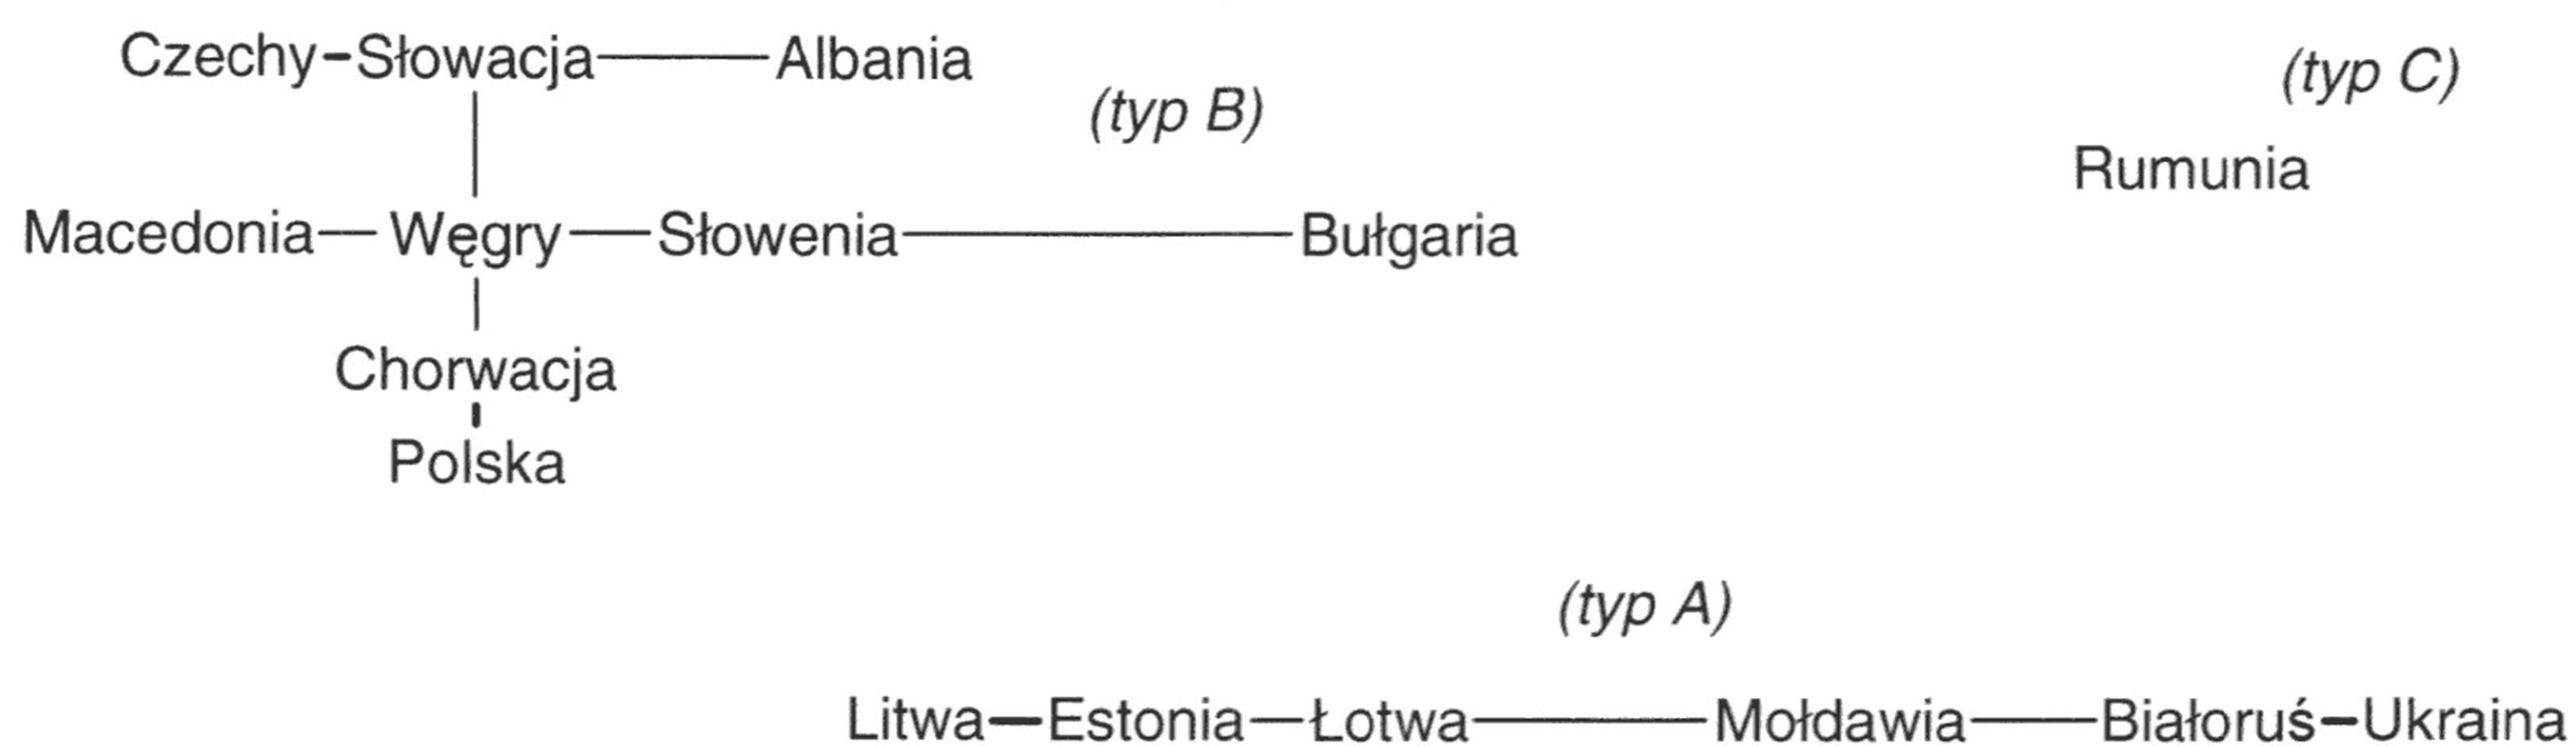 Czechy-Słowacja—Albania
(typ B)
(typ C)
Rumunia
Macedonia—Węgry—Słowenia—Bułgaria
Chorwacja
Polska
(typ A)
Litwa—Estonia—Łotwa—Mołdawia—Białoruś-Ukraina